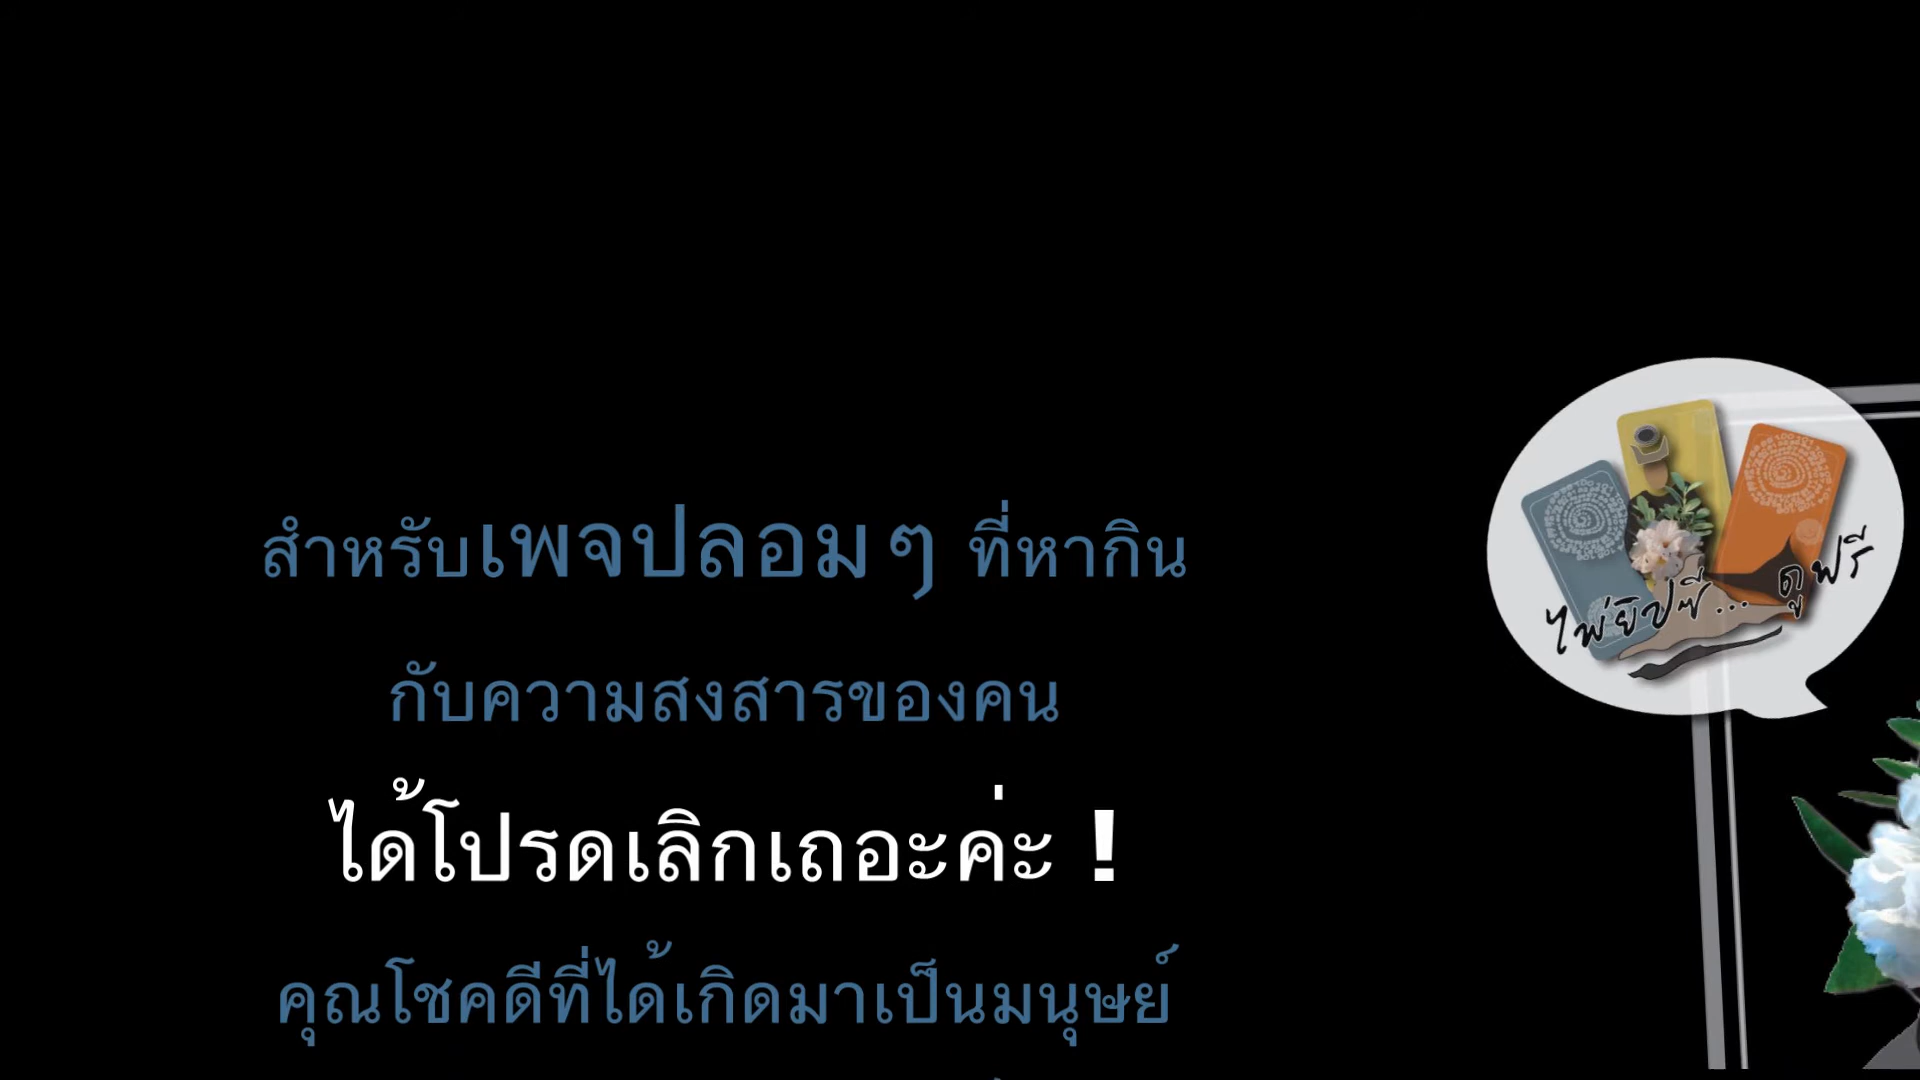 สำหรับเพจปลอมๆ ที่หากิน
กับความสงสารของคน
ได้โปรดเลิกเถอะค่ะ !
คุณโชคดีที่ได้เกิดมาเป็นมนุษย์
ไพ่ยิปซี... ดูฟรี